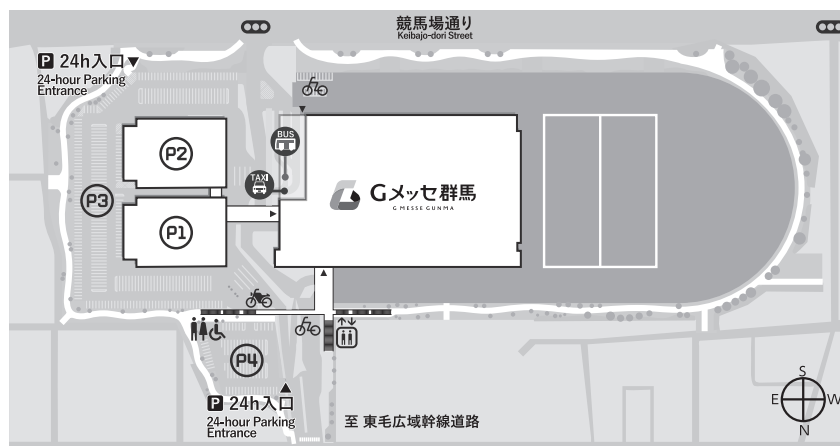 競馬場通り
Keibajo-dori Street
P 24h入口
24-hour Parking
Entrance
P2
BUS
TAXI
P3
Gメッセ群馬
G MESSE GUNMA
P1
P4
P 24h入口
24-hour Parking
Entrance
至 東毛広域幹線道路
S
E W
N